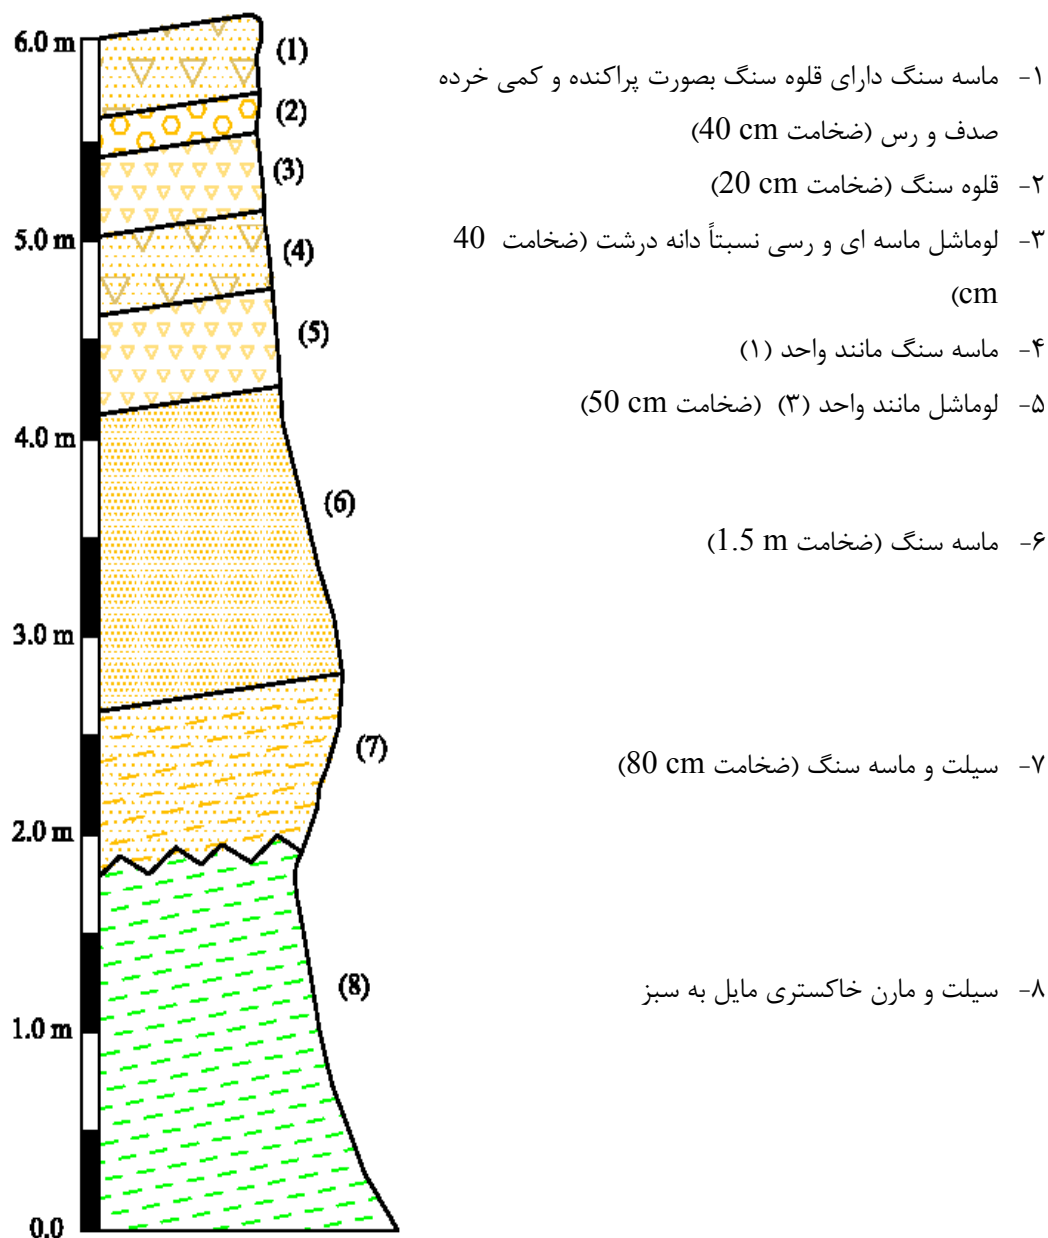 6.0 m
(1)
(2)
(3)
5.0 m
(4)
(5)
4.0 m
(6)
3.0 m
(7)
2.0 m
(8)
1.0 m
0.0
۱- ماسه سنگ دارای قلوه سنگ بصورت پراکنده و کمی خرده
صدف و رس (ضخامت 40 cm)
۲- قلوه سنگ (ضخامت 20 cm)
۳- لوماشل ماسه ای و رسی نسبتاً دانه درشت (ضخامت 40
cm)
۴- ماسه سنگ مانند واحد (۱)
۵- لوماشل مانند واحد (۳) (ضخامت 50 cm)
۶- ماسه سنگ (ضخامت 1.5 m)
۷- سیلت و ماسه سنگ (ضخامت 80 cm)
۸- سیلت و مارن خاکستری مایل به سبز